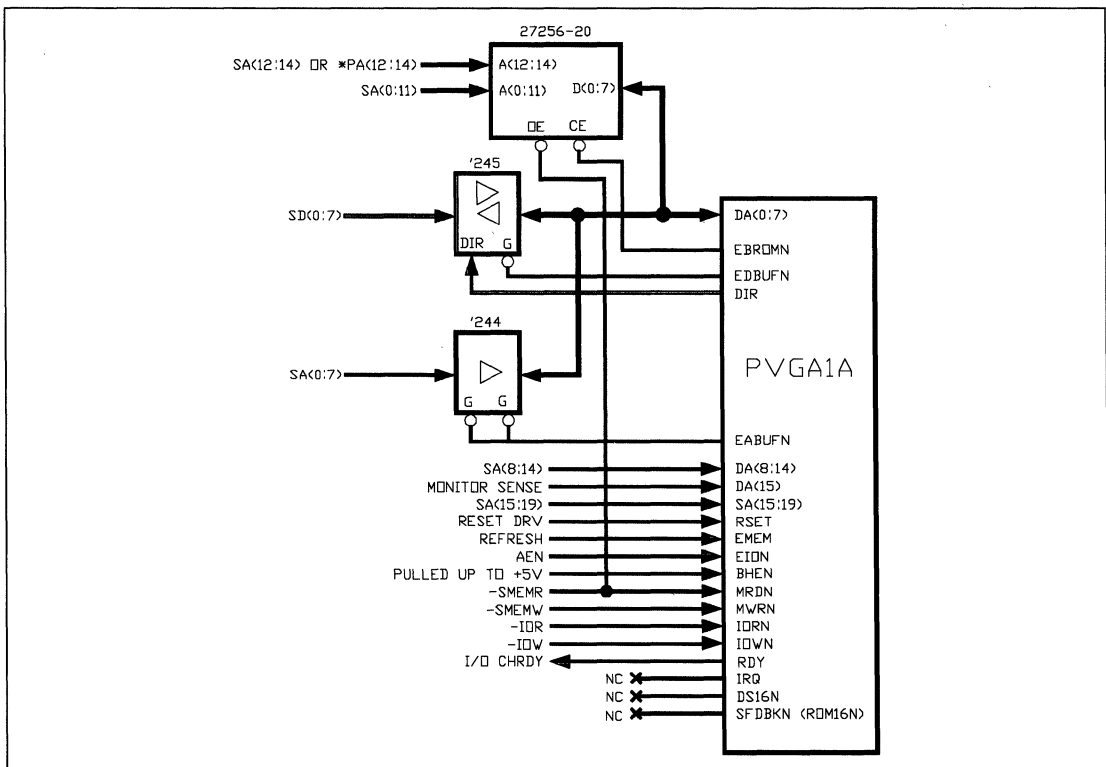 27256-20
SA(12:14) OR *PA(12:14)
A(12:14)
SA(0:11)
A(0:11)
D(0:7)
OE CE
'245
SD(0:7)
DIR G
DA(0:7)
EBROMN
EDBUFN
DIR
'244
SA(0:7)
G G
PVGA1A
EABUFN
SA(8:14) DA(8:14)
MONITOR SENSE DA(15)
SA(15:19) SA(15:19)
RESET DRV RSET
REFRESH EMEM
AEN EION
PULLED UP TO +5V BHEN
-SMEMR MRDN
-SMEMW MWRN
-IOR IORN
-IOW IOWN
I/O CHRDY RDY
NC IRQ
NC DS16N
NC SFDBKN (ROM16N)